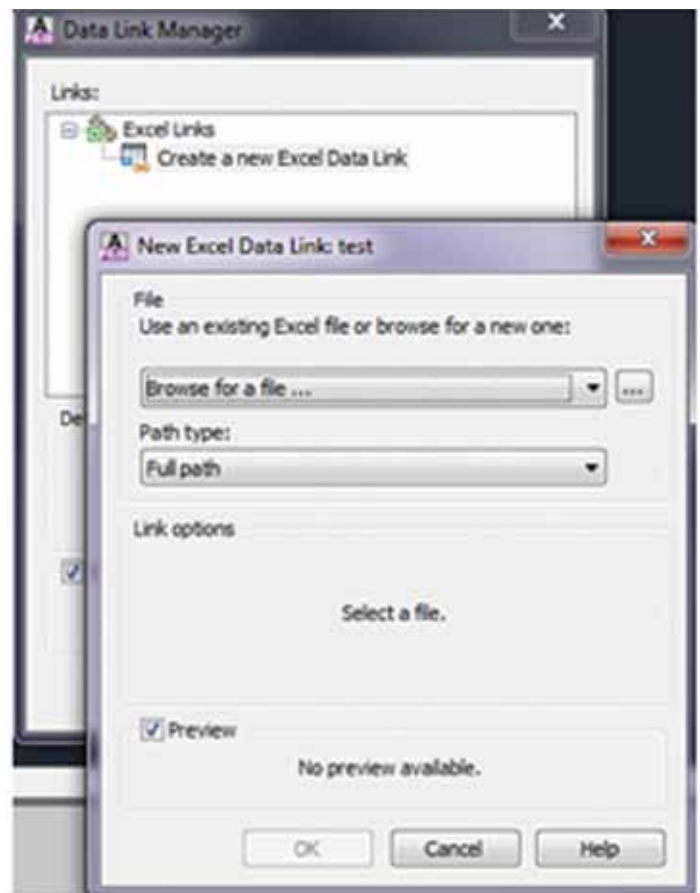 Data Link Manager
Links:
Excel Links
Create a new Excel Data Link
New Excel Data Link: test
File
Use an existing Excel file or browse for a new one:
Browse for a file ...
...
De
Path type:
Full path
Link options
Select a file.
Preview
No preview available.
OK
Cancel
Help